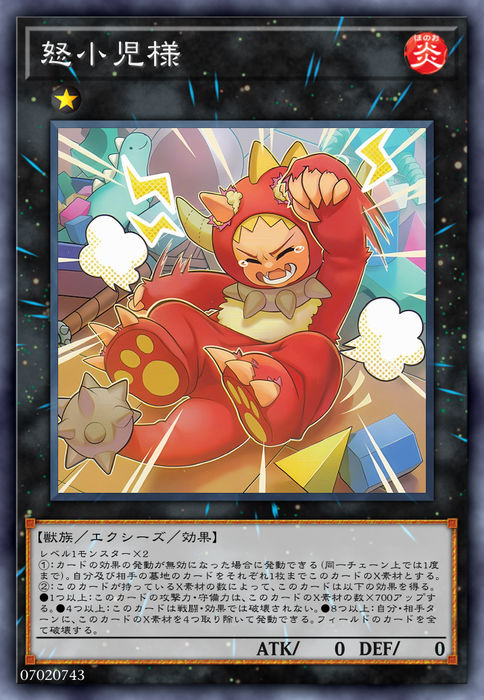 怒小児様
ほのお
炎
【獣族／エクシーズ／効果】
レベル1モンスター×2
①：カードの効果の発動が無効になった場合に発動できる(同一チェーン上では1度
まで)。自分及び相手の墓地のカードをそれぞれ1枚までこのカードのX素材とする。
②：このカードが持っているX素材の数によって、このカードは以下の効果を得る。
●1つ以上：このカードの攻撃力・守備力は、このカードのX素材の数×700アップす
る。●4つ以上：このカードは戦闘・効果では破壊されない。●8つ以上：自分・相手ター
ンに、このカードのX素材を4つ取り除いて発動できる。フィールドのカードを全
て破壊する。
ATK/ 0 DEF/ 0
07020743